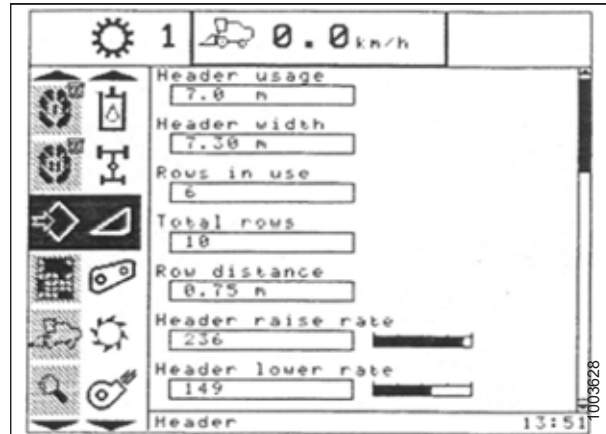 1
0.0 km/h
Header usage
7.0 m
Header width
7.30 m
Rows in use
6
Total rows
10
Row distance
0.75 m
Header raise rate
236
Header lower rate
149
Header
13:51
1003628